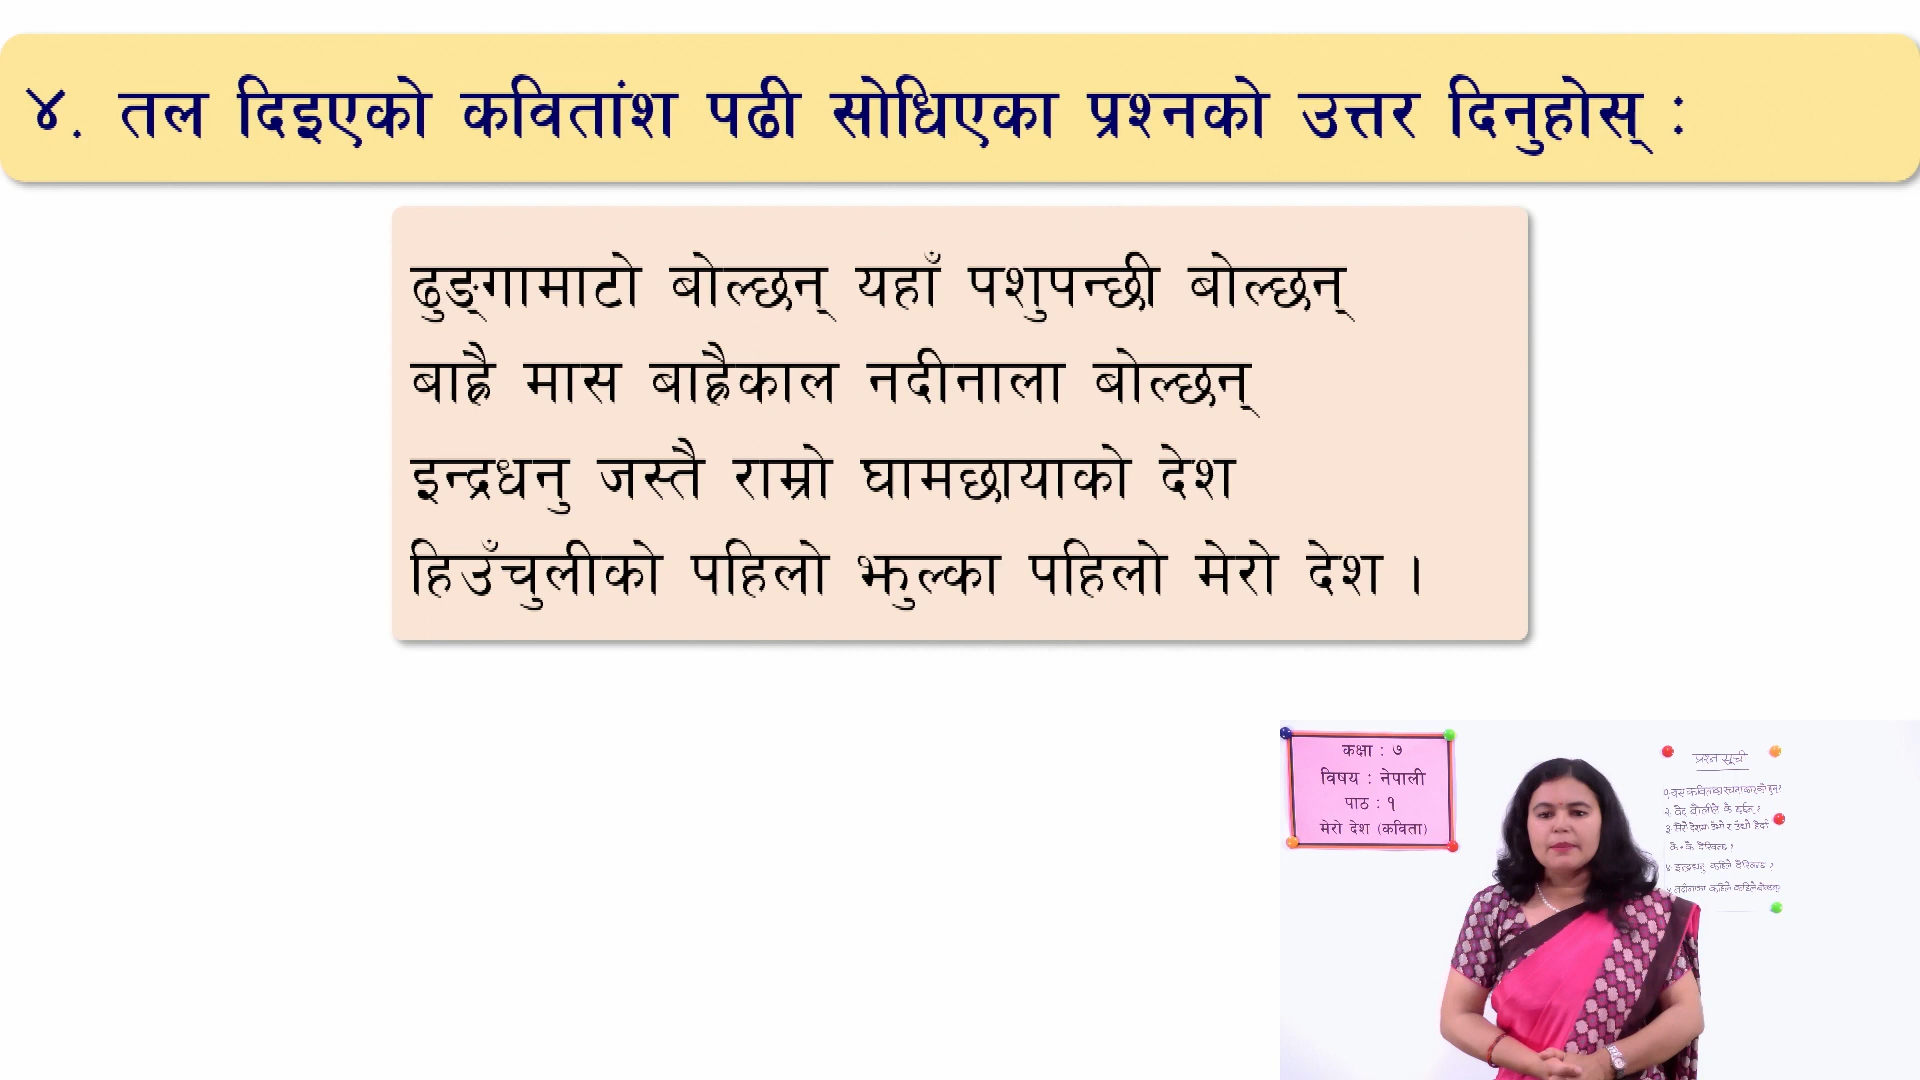 ४. तल दिइएको कवितांश पढी सोधिएका प्रश्नको उत्तर दिनुहोस् :
ढुङ्गामाटो बोल्छन् यहाँ पशुपन्छी बोल्छन्
बाह्रै मास बाह्रैकाल नदीनाला बोल्छन्
इन्द्रधनु जस्तै राम्रो घामछायाको देश
हिउँचुलीको पहिलो झुल्का पहिलो मेरो देश ।
कक्षा : ७
विषय : नेपाली
पाठ : १
मेरो देश (कविता)
प्रश्न सूची